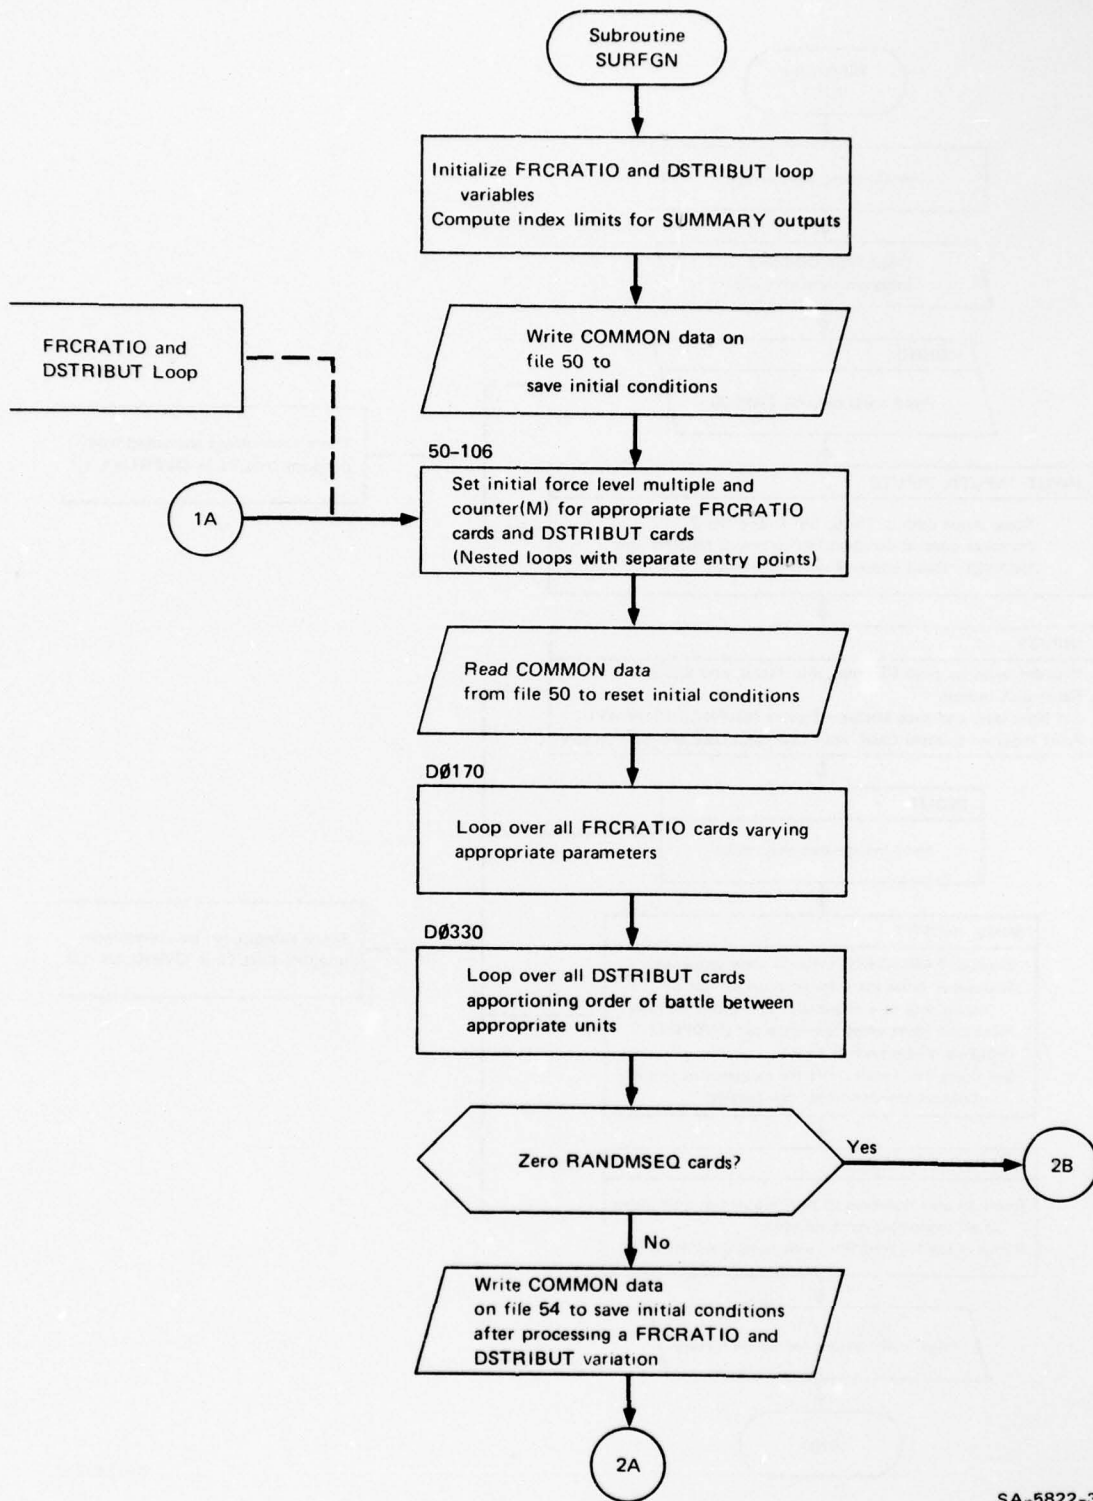 Subroutine
SURFGN
Initialize FRCRATIO and DSTRIBUT loop
variables
Compute index limits for SUMMARY outputs
Write COMMON data on
file 50 to
save initial conditions
FRCRATIO and
DSTRIBUT Loop
50-106
1A
Set initial force level multiple and
counter(M) for appropriate FRCRATIO
cards and DSTRIBUT cards
(Nested loops with separate entry points)
Read COMMON data
from file 50 to reset initial conditions
DØ170
Loop over all FRCRATIO cards varying
appropriate parameters
DØ330
Loop over all DSTRIBUT cards
apportioning order of battle between
appropriate units
Zero RANDMSEQ cards?
Yes
2B
No
Write COMMON data
on file 54 to save initial conditions
after processing a FRCRATIO and
DSTRIBUT variation
2A